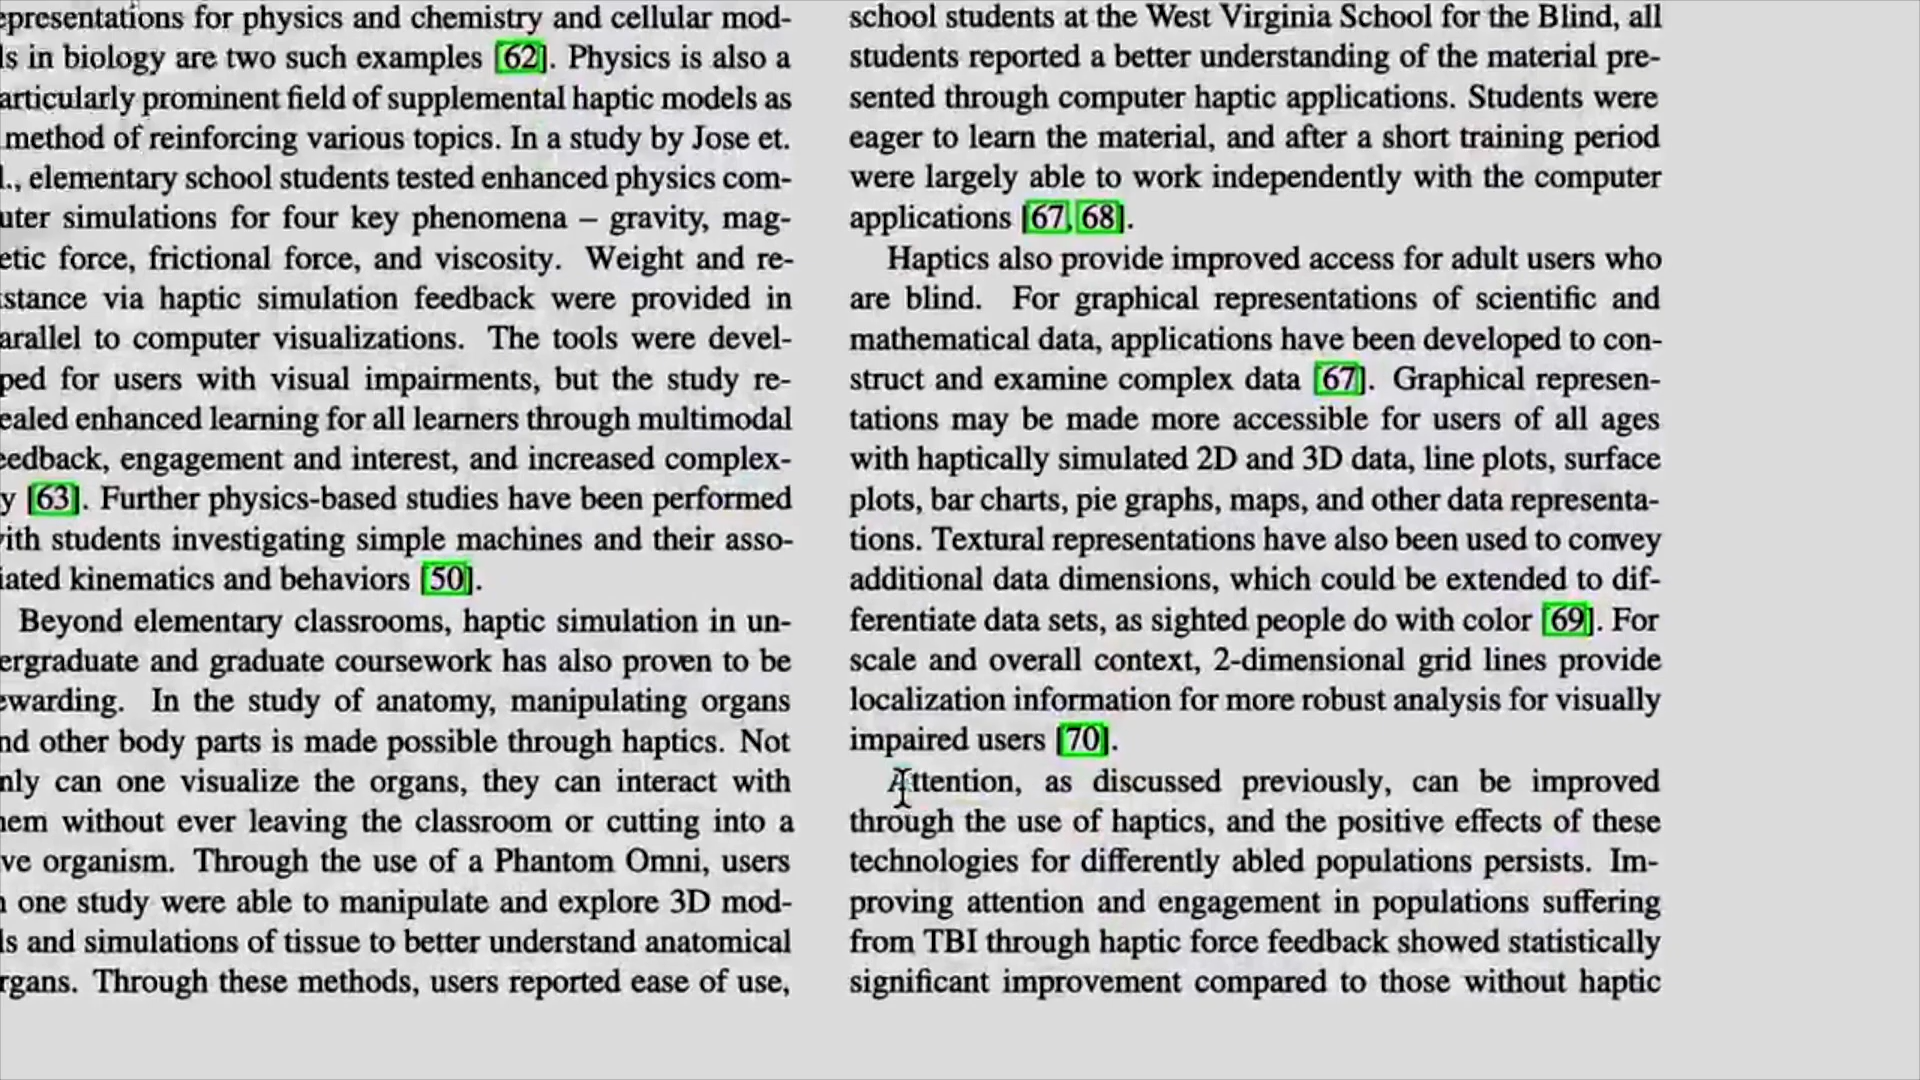 epresentations for physics and chemistry and cellular mod-
ls in biology are two such examples [62]. Physics is also a
articularly prominent field of supplemental haptic models as
method of reinforcing various topics. In a study by Jose et.
l., elementary school students tested enhanced physics com-
uter simulations for four key phenomena – gravity, mag-
etic force, frictional force, and viscosity. Weight and re-
istance via haptic simulation feedback were provided in
arallel to computer visualizations. The tools were devel-
ped for users with visual impairments, but the study re-
ealed enhanced learning for all learners through multimodal
eedback, engagement and interest, and increased complex-
y [63]. Further physics-based studies have been performed
ith students investigating simple machines and their asso-
iated kinematics and behaviors [50].
Beyond elementary classrooms, haptic simulation in un-
ergraduate and graduate coursework has also proven to be
ewarding. In the study of anatomy, manipulating organs
nd other body parts is made possible through haptics. Not
nly can one visualize the organs, they can interact with
hem without ever leaving the classroom or cutting into a
ve organism. Through the use of a Phantom Omni, users
n one study were able to manipulate and explore 3D mod-
ls and simulations of tissue to better understand anatomical
rgans. Through these methods, users reported ease of use,
school students at the West Virginia School for the Blind, all
students reported a better understanding of the material pre-
sented through computer haptic applications. Students were
eager to learn the material, and after a short training period
were largely able to work independently with the computer
applications [67, 68].
Haptics also provide improved access for adult users who
are blind. For graphical representations of scientific and
mathematical data, applications have been developed to con-
struct and examine complex data [67]. Graphical represen-
tations may be made more accessible for users of all ages
with haptically simulated 2D and 3D data, line plots, surface
plots, bar charts, pie graphs, maps, and other data representa-
tions. Textural representations have also been used to convey
additional data dimensions, which could be extended to dif-
ferentiate data sets, as sighted people do with color [69]. For
scale and overall context, 2-dimensional grid lines provide
localization information for more robust analysis for visually
impaired users [70].
Attention, as discussed previously, can be improved
through the use of haptics, and the positive effects of these
technologies for differently abled populations persists. Im-
proving attention and engagement in populations suffering
from TBI through haptic force feedback showed statistically
significant improvement compared to those without haptic